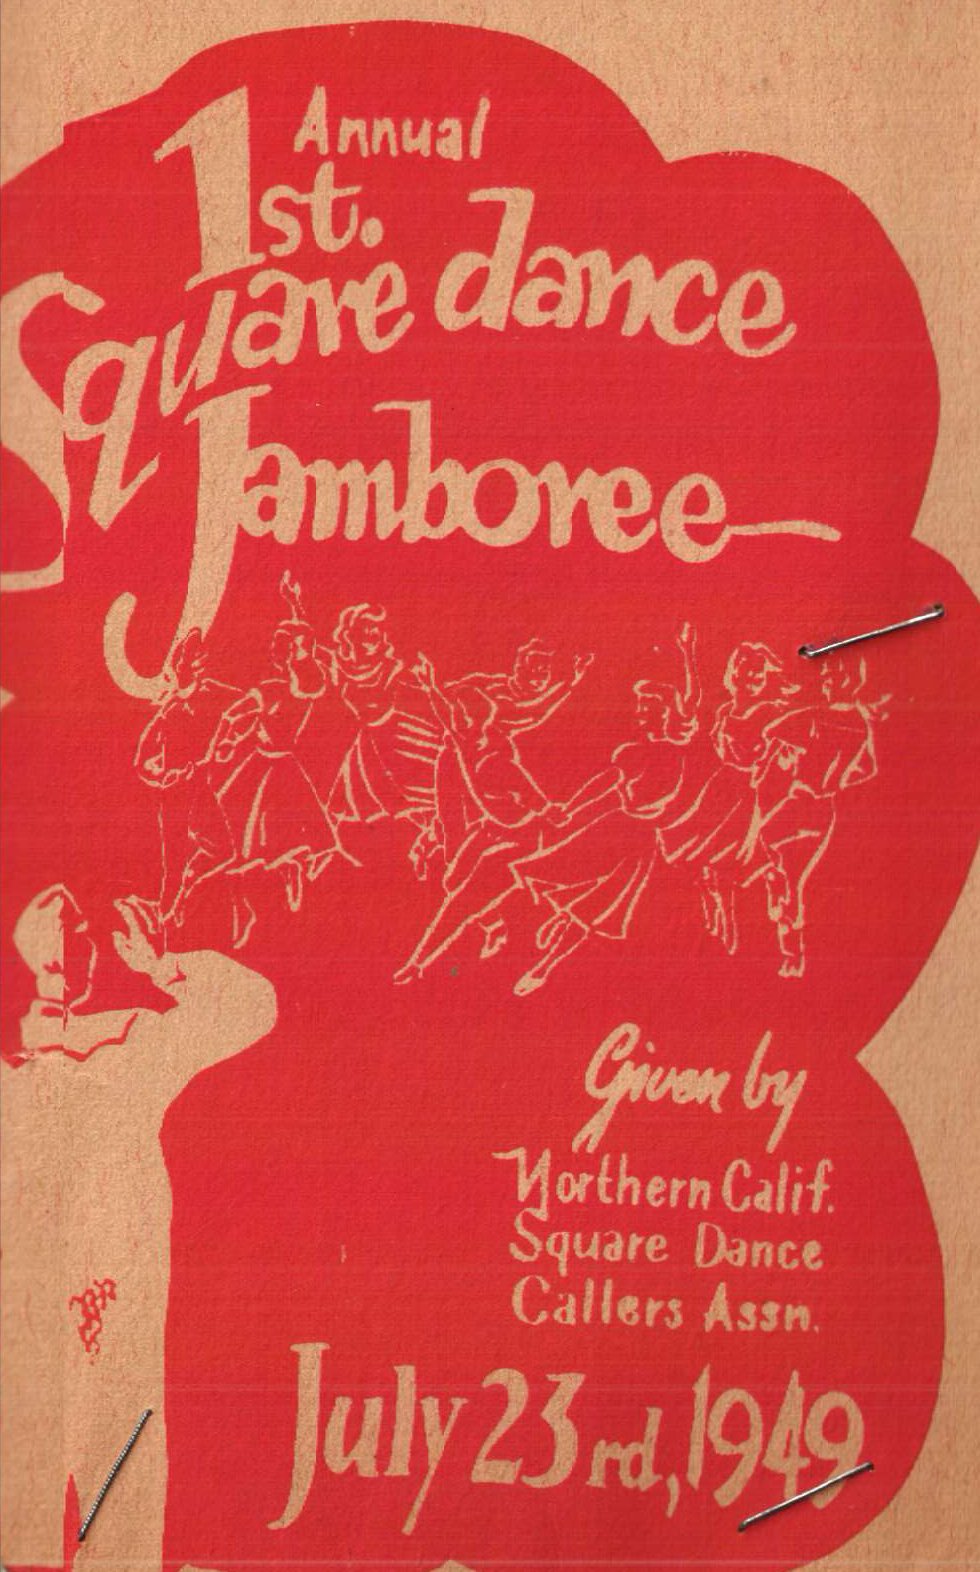 Annual
1st.
Square dance
Jamboree
Given by
Northern Calif.
Square Dance
Callers Assn.
July 23rd, 1949